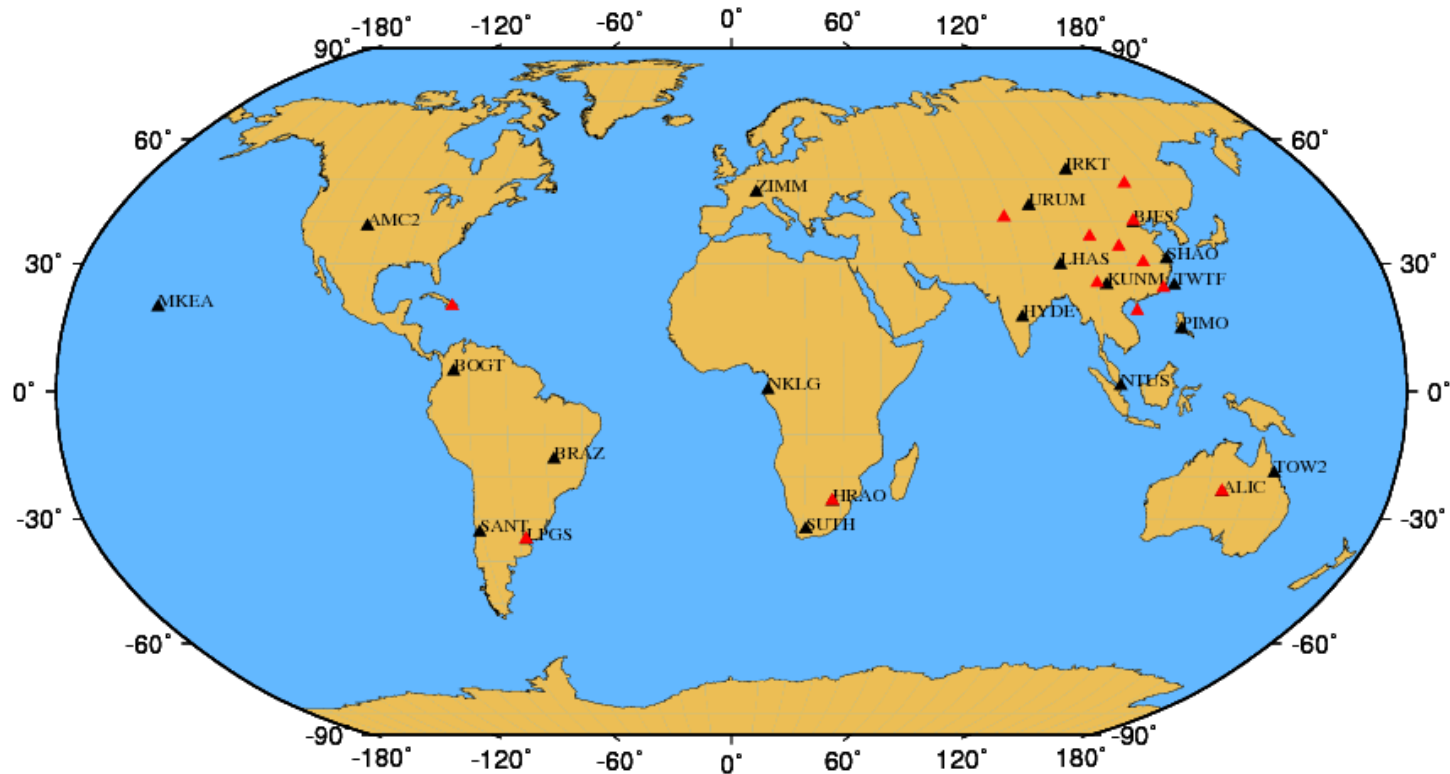 -180° -120° -60° 0° 60° 120° 180°
90° 90°
60° 60°
IRKT
ZIMM URUM
AMC2 BJFS
30° LHAS SHAO 30°
KUNM TWTF
MKEA HYDE
PIMO
BOGT NTUS
0° NKLG 0°
BRAZ TOW2
ALIC
HRAO
-30° SANT LPGS SUTH -30°
-60° -60°
-90° -90°
-180° -120° -60° 0° 60° 120° 180°